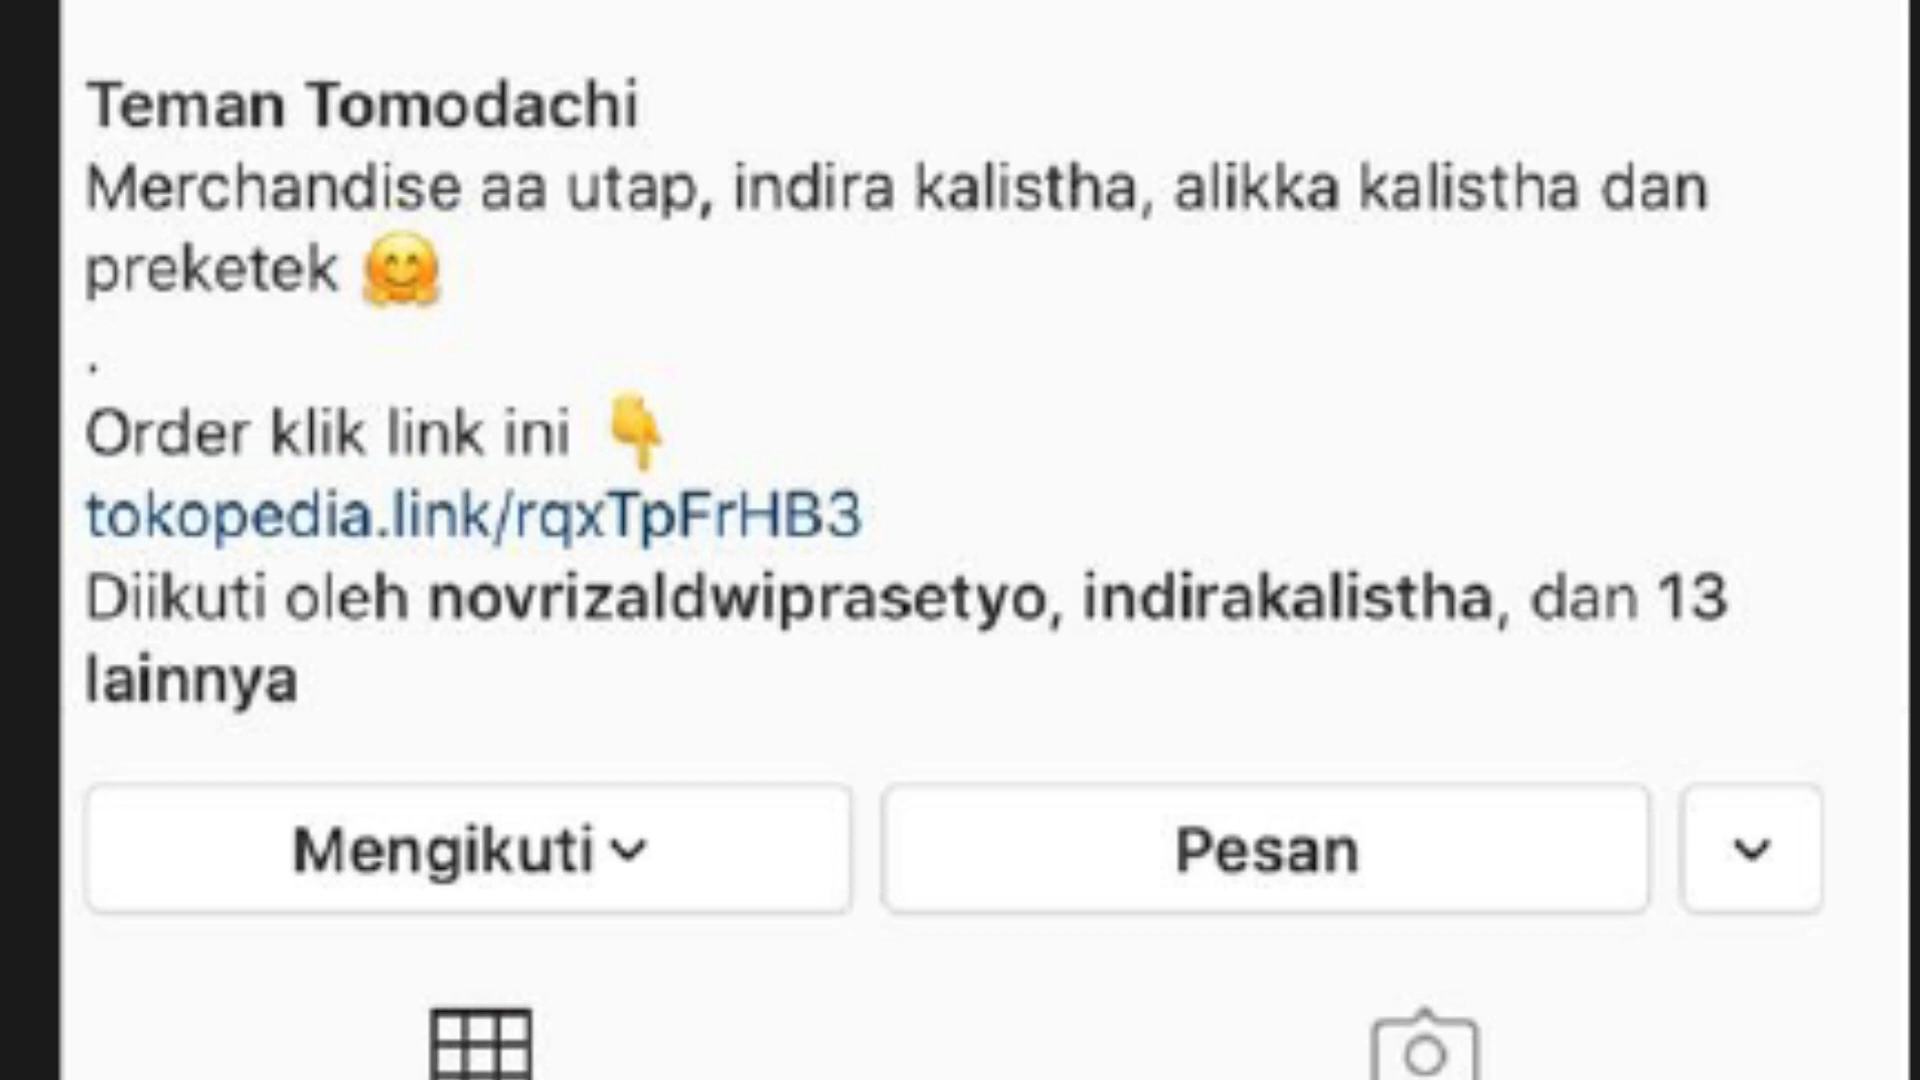 Teman Tomodachi
Merchandise aa utap, indira kalistha, alikka kalistha dan
preketek 🤗
.
Order klik link ini 👇
tokopedia.link/rqxTpFrHB3
Diikuti oleh novrizaldwiprasetyo, indirakalistha, dan 13
lainnya
Mengikuti
Pesan